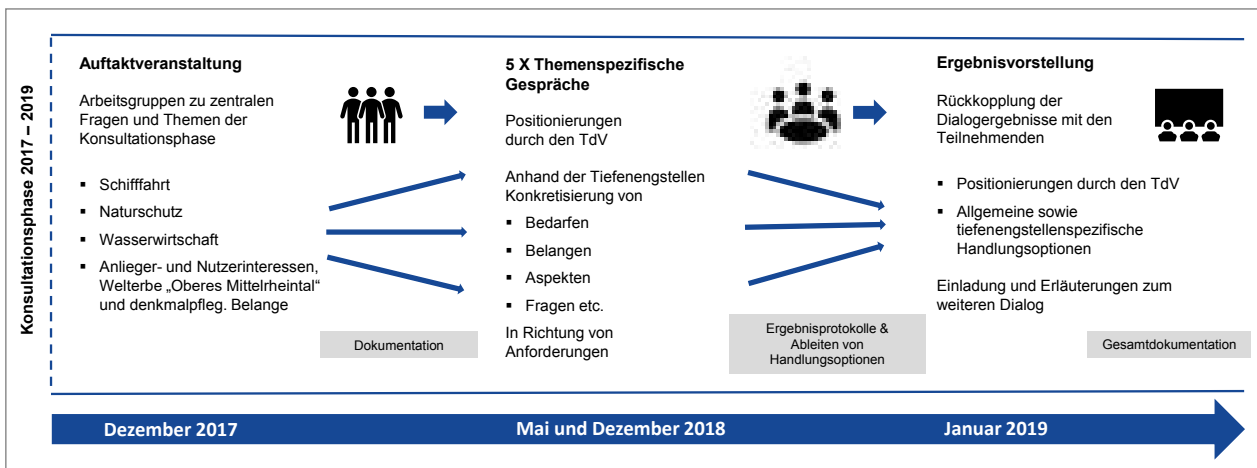 Konsultationsphase 2017 – 2019
Auftaktveranstaltung
Arbeitsgruppen zu zentralen
Fragen und Themen der
Konsultationsphase
▪ Schifffahrt
▪ Naturschutz
▪ Wasserwirtschaft
▪ Anlieger- und Nutzerinteressen,
Welterbe „Oberes Mittelrheintal“
und denkmalpfleg. Belange
Dokumentation
5 X Themenspezifische
Gespräche
Positionierungen
durch den TdV
Anhand der Tiefenengstellen
Konkretisierung von
▪ Bedarfen
▪ Belangen
▪ Aspekten
▪ Fragen etc.
In Richtung von
Anforderungen
Ergebnisprotokolle &
Ableiten von
Handlungsoptionen
Ergebnisvorstellung
Rückkopplung der
Dialogergebnisse mit den
Teilnehmenden
▪ Positionierungen durch den TdV
▪ Allgemeine sowie
tiefenengstellenspezifische
Handlungsoptionen
Einladung und Erläuterungen zum
weiteren Dialog
Gesamtdokumentation
Dezember 2017
Mai und Dezember 2018
Januar 2019